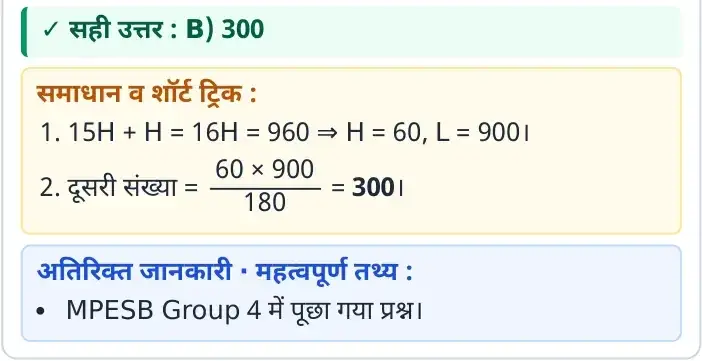 ✓ सही उत्तर : B) 300
समाधान व शॉर्ट ट्रिक :
1. 15H + H = 16H = 960 ⇒ H = 60, L = 900।
2. दूसरी संख्या = 60 × 900 / 180 = 300।
अतिरिक्त जानकारी · महत्वपूर्ण तथ्य :
• MPESB Group 4 में पूछा गया प्रश्न।